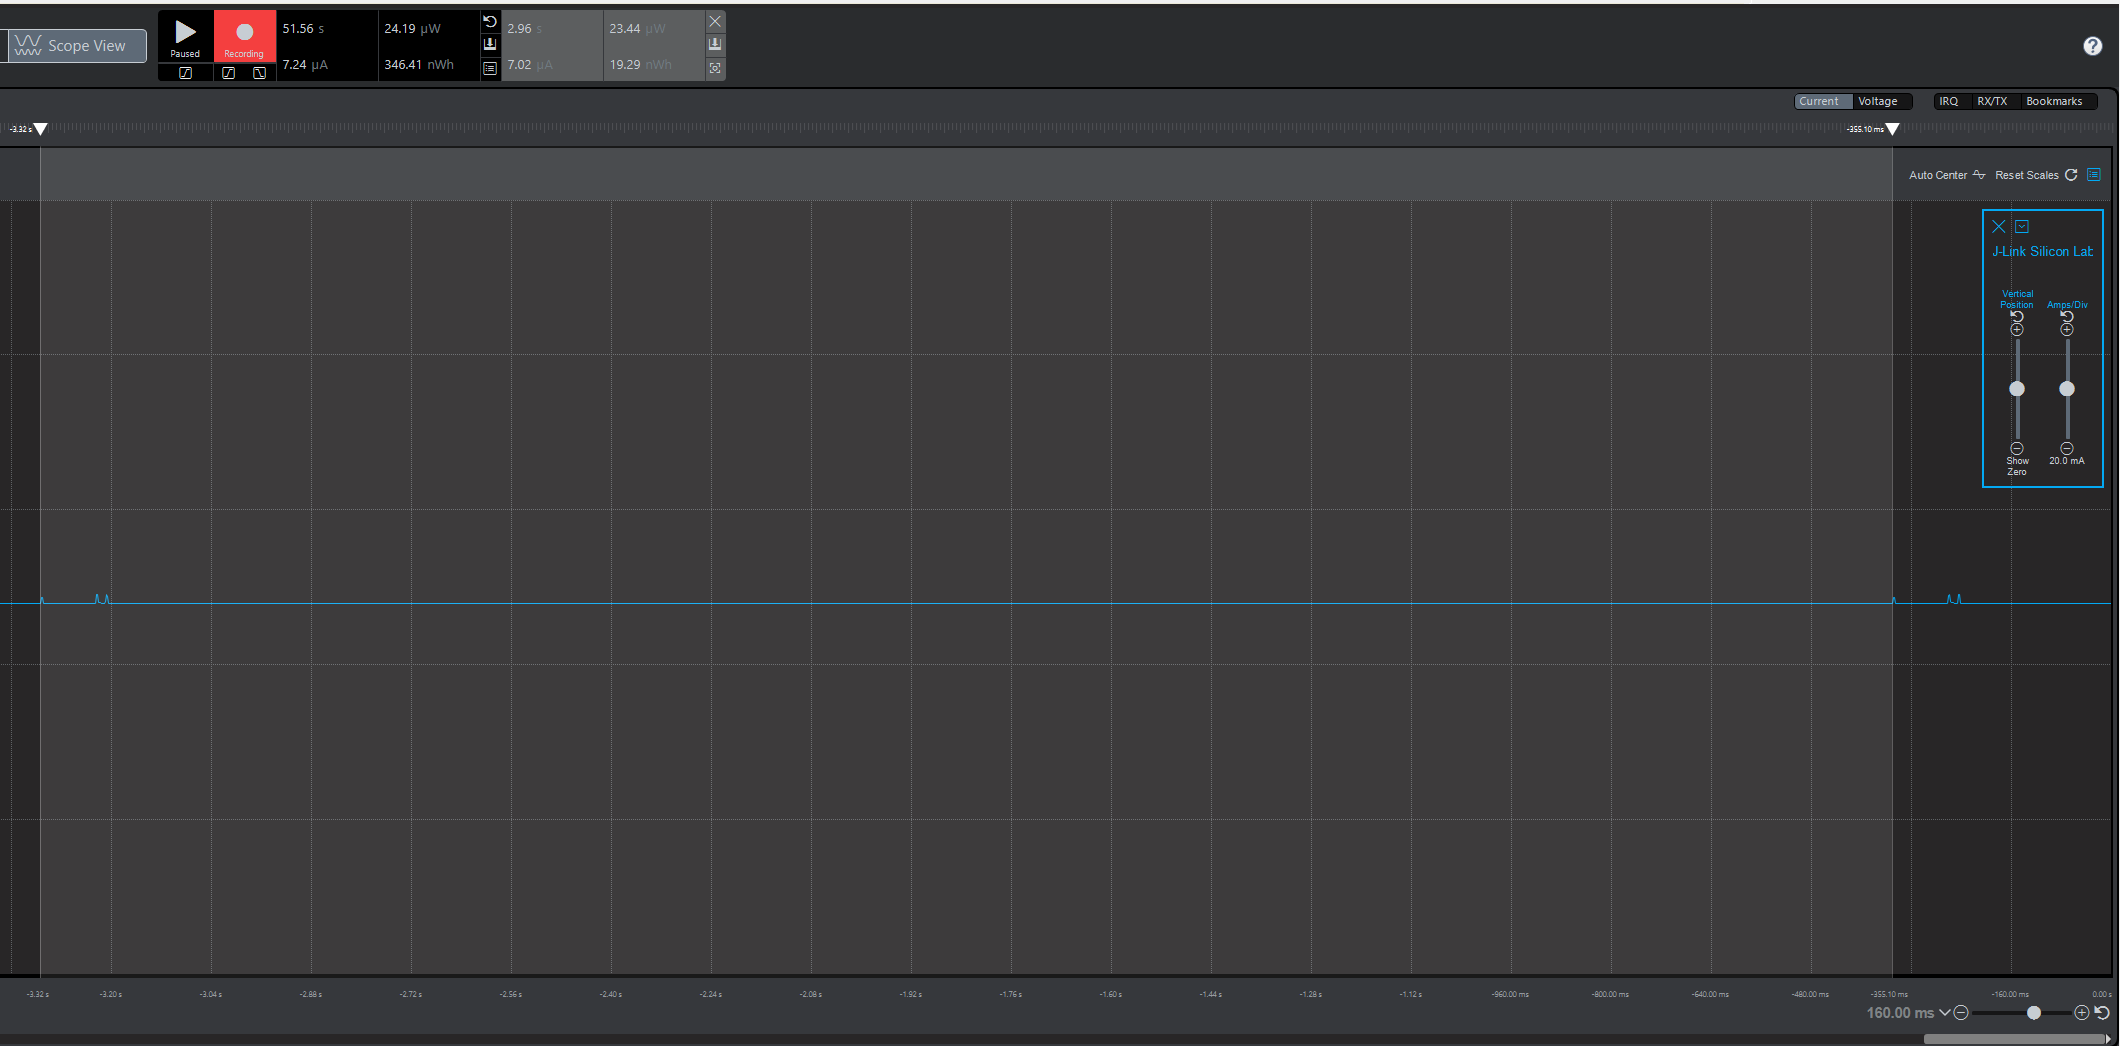 Scope View
Paused
Recording
51.56 s
24.19 µW
7.24 µA
346.41 nWh
2.96 s
23.44 µW
7.02 µA
19.29 nWh
?
Current
Voltage
IRQ
RX/TX
Bookmarks
-3.32 s
-355.10 ms
Auto Center
Reset Scales
J-Link Silicon Lab
Vertical
Position
Amps/Div
Show
Zero
20.0 mA
-3.32 s
-3.20 s
-3.04 s
-2.88 s
-2.72 s
-2.56 s
-2.40 s
-2.24 s
-2.08 s
-1.92 s
-1.76 s
-1.60 s
-1.44 s
-1.28 s
-1.12 s
-960.00 ms
-800.00 ms
-640.00 ms
-480.00 ms
-355.10 ms
-160.00 ms
0.00 s
160.00 ms